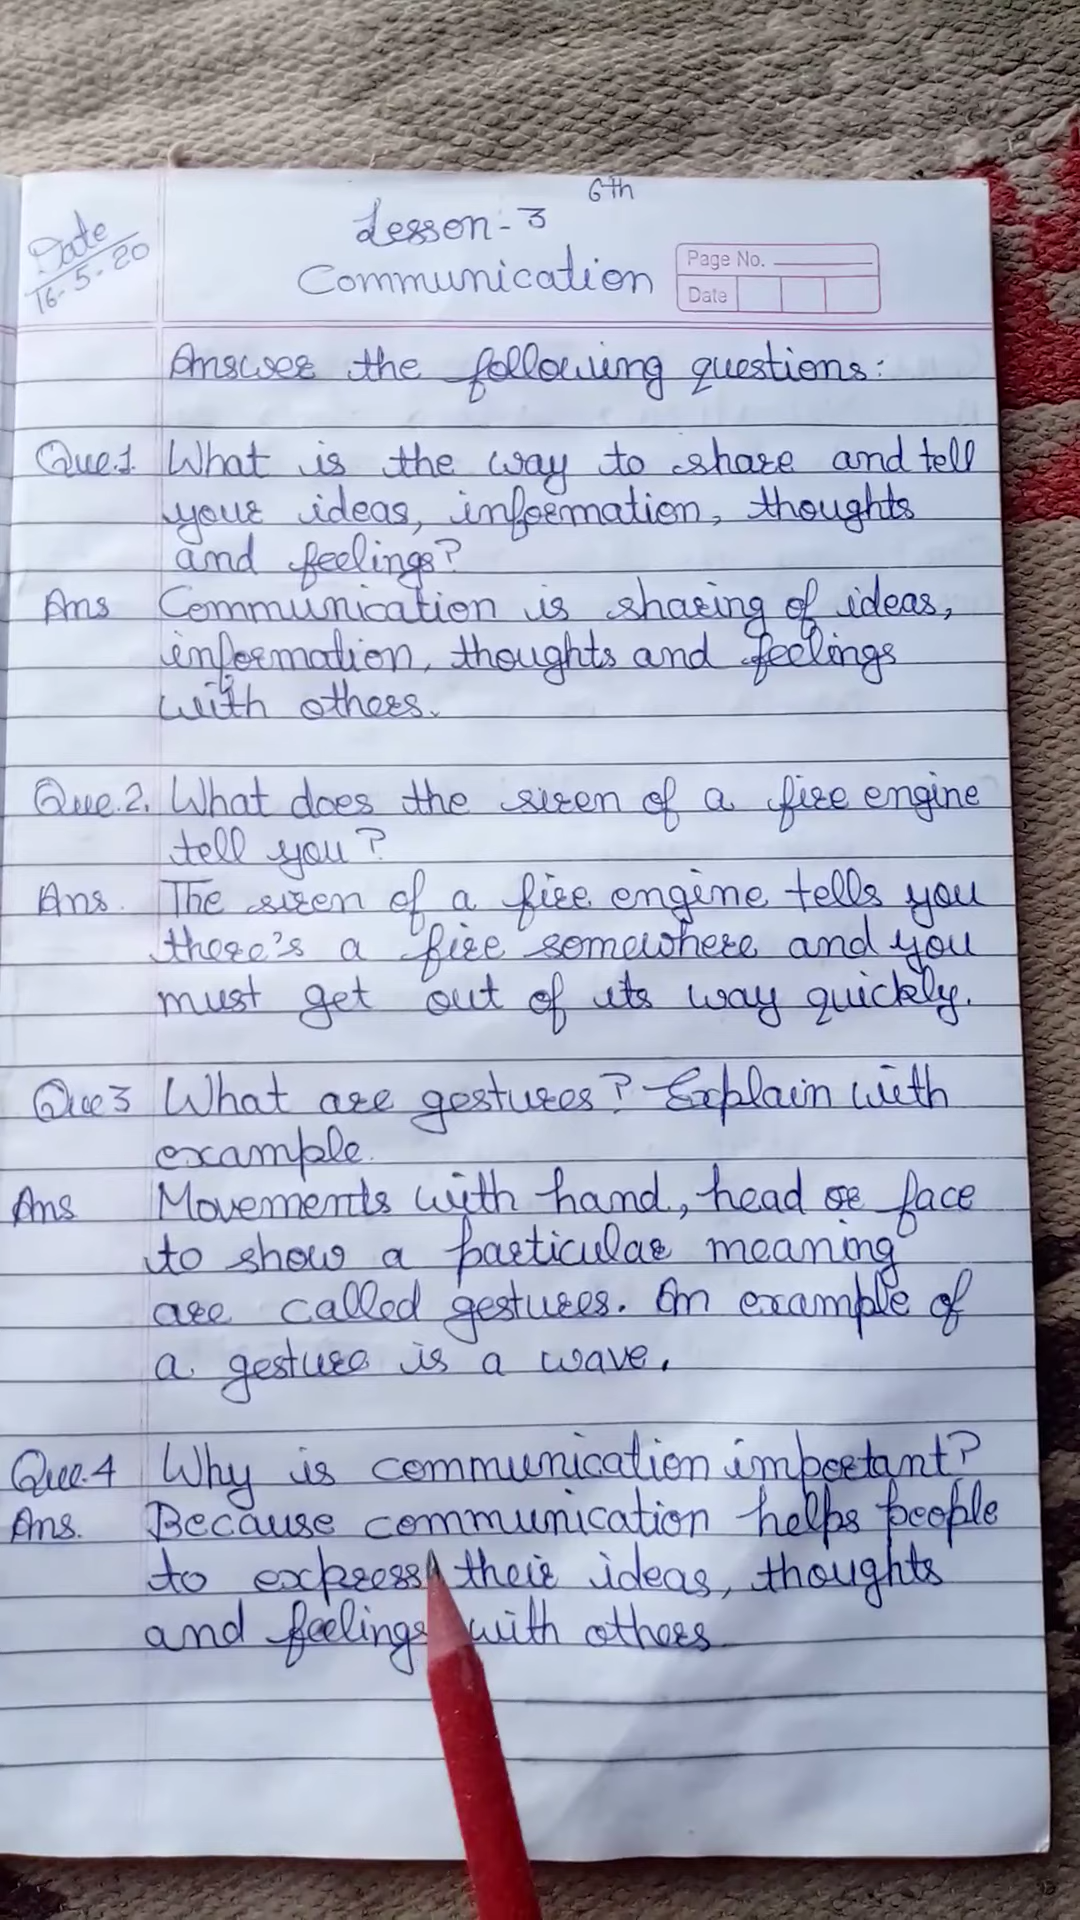 6th
Lesson-3
Date
16-5-20
Communication
Page No.
Date
Answer the following questions:
Que.1. What is the way to share and tell
your ideas, information, thoughts
and feelings?
Ans Communication is sharing of ideas,
information, thoughts and feelings
with others.
Que.2. What does the siren of a fire engine
tell you?
Ans. The siren of a fire engine tells you
there's a fire somewhere and you
must get out of its way quickly.
Que3 What are gestures? Explain with
example.
Ans Movements with hand, head or face
to show a particular meaning
are called gestures. An example of
a gesture is a wave.
Que.4 Why is communication important?
Ans. Because communication helps people
to express their ideas, thoughts
and feelings with others.